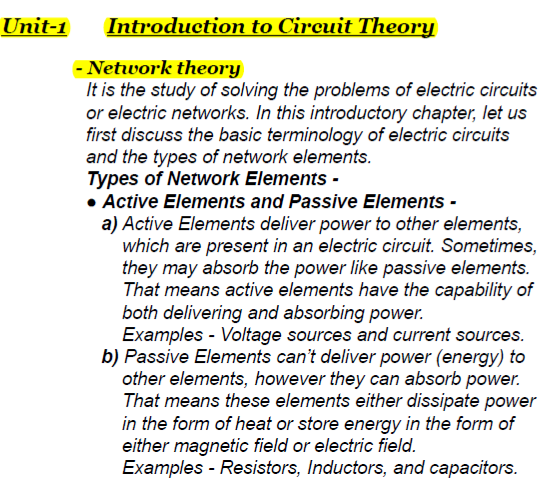 Unit-1 Introduction to Circuit Theory
- Network theory
It is the study of solving the problems of electric circuits
or electric networks. In this introductory chapter, let us
first discuss the basic terminology of electric circuits
and the types of network elements.
Types of Network Elements -
● Active Elements and Passive Elements -
a) Active Elements deliver power to other elements,
which are present in an electric circuit. Sometimes,
they may absorb the power like passive elements.
That means active elements have the capability of
both delivering and absorbing power.
Examples - Voltage sources and current sources.
b) Passive Elements can’t deliver power (energy) to
other elements, however they can absorb power.
That means these elements either dissipate power
in the form of heat or store energy in the form of
either magnetic field or electric field.
Examples - Resistors, Inductors, and capacitors.